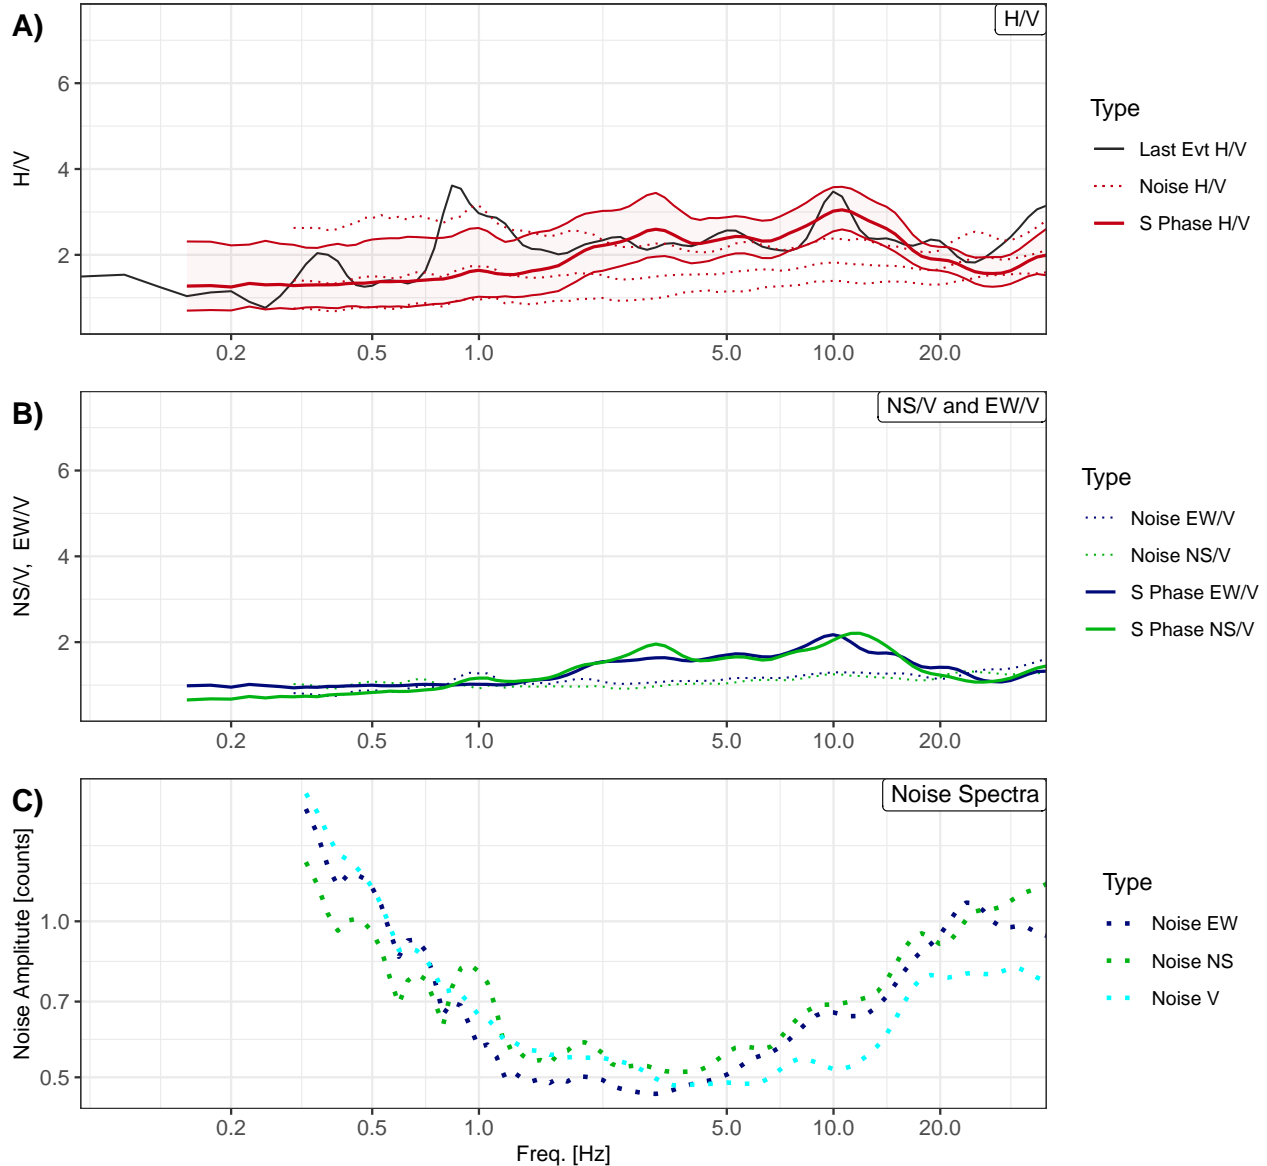 A)
H/V
H/V
6
4
2
0.2 0.5 1.0 5.0 10.0 20.0
Type
Last Evt H/V
Noise H/V
S Phase H/V
B)
NS/V and EW/V
NS/V, EW/V
6
4
2
0.2 0.5 1.0 5.0 10.0 20.0
Type
Noise EW/V
Noise NS/V
S Phase EW/V
S Phase NS/V
C)
Noise Spectra
Noise Amplitute [counts]
1.0
0.7
0.5
0.2 0.5 1.0 5.0 10.0 20.0
Freq. [Hz]
Type
Noise EW
Noise NS
Noise V